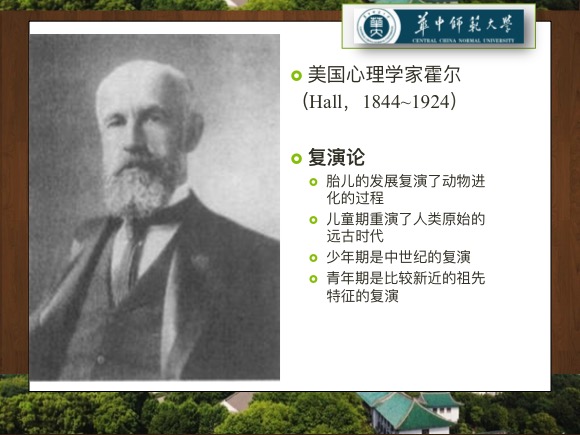 華中師範大學
CENTRAL CHINA NORMAL UNIVERSITY
美国心理学家霍尔
（Hall，1844~1924）
复演论
胎儿的发展复演了动物进
化的过程
儿童期重演了人类原始的
远古时代
少年期是中世纪的复演
青年期是比较新近的祖先
特征的复演